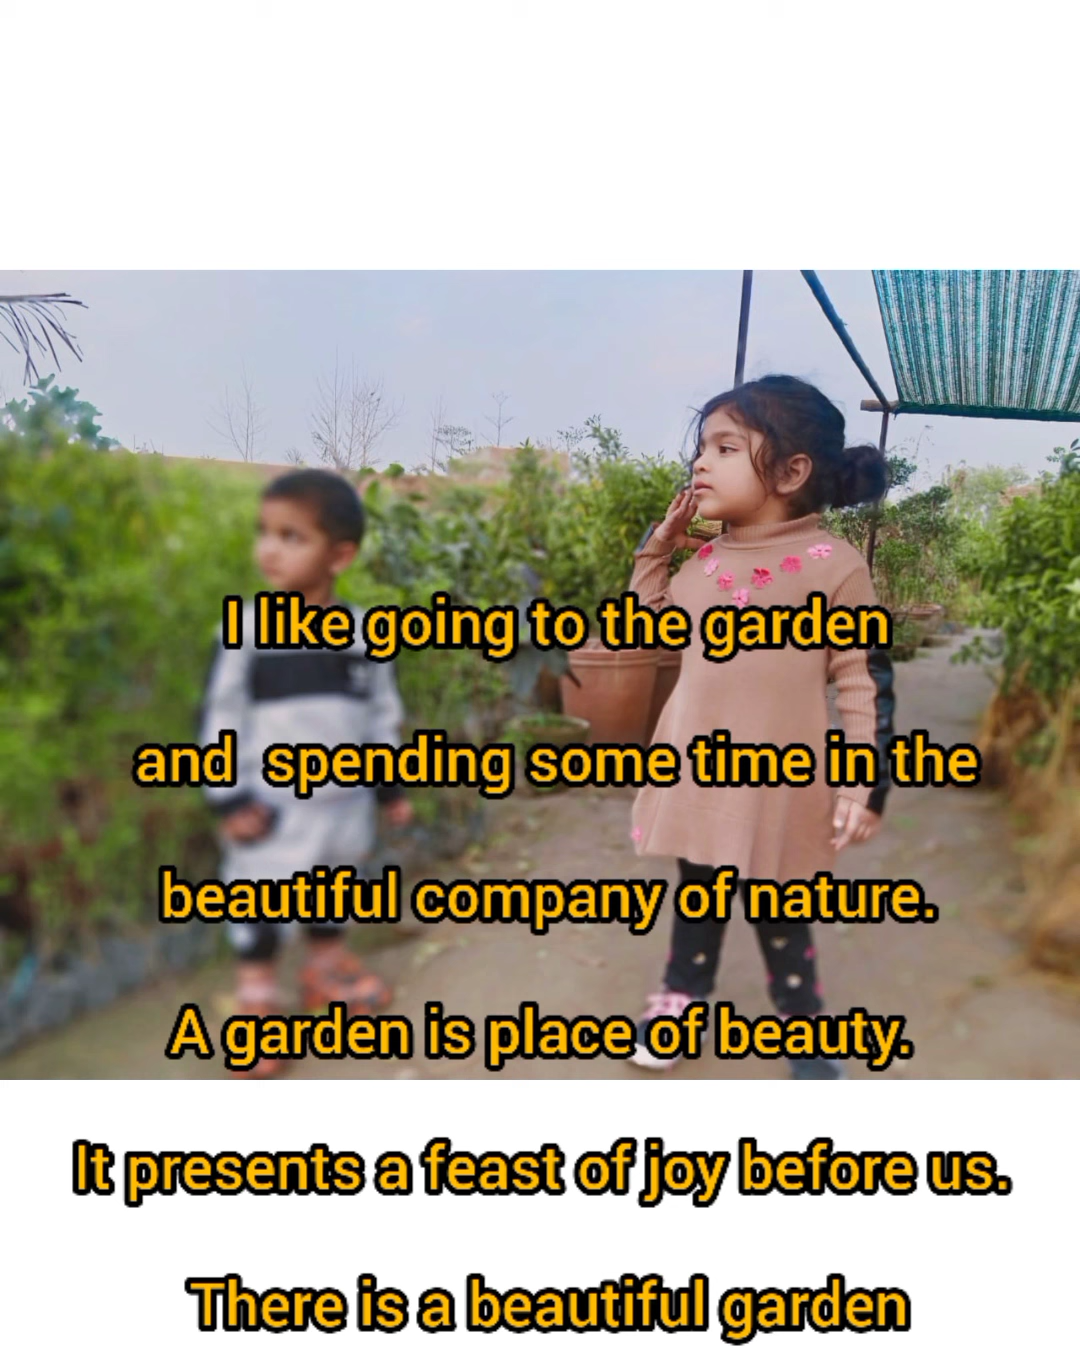 I like going to the garden
and spending some time in the
beautiful company of nature.
A garden is place of beauty.
It presents a feast of joy before us.
There is a beautiful garden